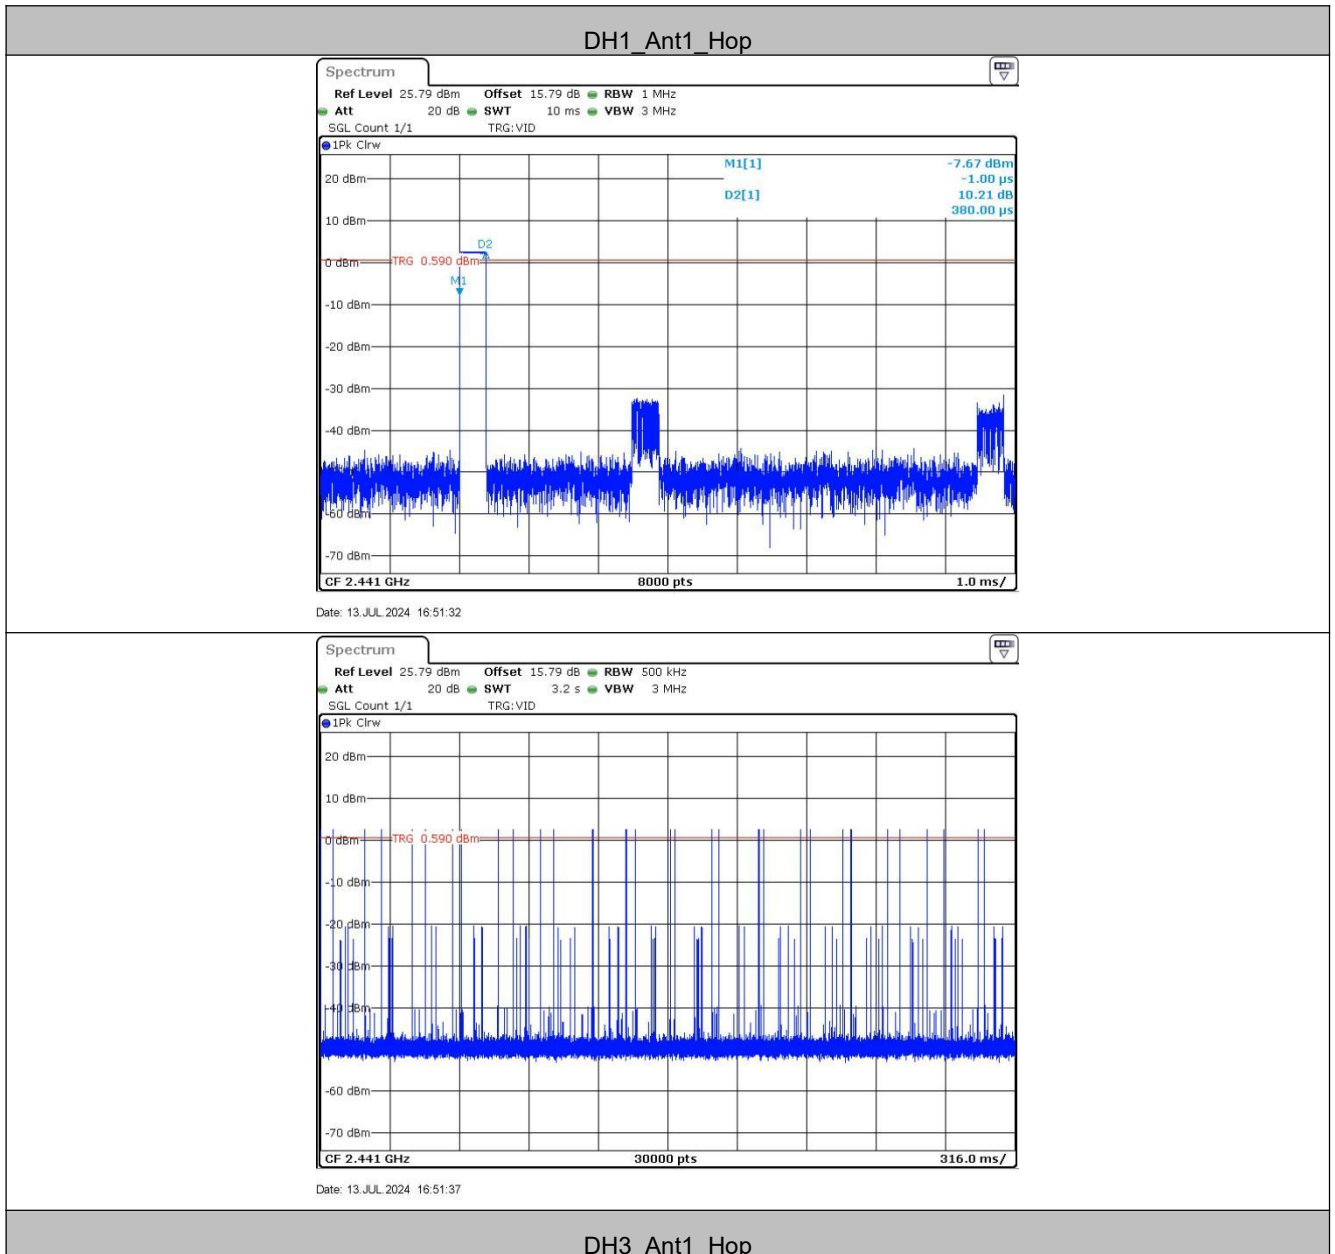 DH1_Ant1_Hop
Spectrum
Ref Level 25.79 dBm Offset 15.79 dB RBW 1 MHz
Att 20 dB SWT 10 ms VBW 3 MHz
SGL Count 1/1 TRG:VID
1Pk Clrw
M1[1] -7.67 dBm
-1.00 µs
D2[1] 10.21 dB
380.00 µs
20 dBm
10 dBm
D2
0 dBm
TRG 0.590 dBm
M1
-10 dBm
-20 dBm
-30 dBm
-40 dBm
-60 dBm
-70 dBm
CF 2.441 GHz 8000 pts 1.0 ms/
Date: 13.JUL.2024 16:51:32
Spectrum
Ref Level 25.79 dBm Offset 15.79 dB RBW 500 kHz
Att 20 dB SWT 3.2 s VBW 3 MHz
SGL Count 1/1 TRG:VID
1Pk Clrw
20 dBm
10 dBm
0 dBm
TRG 0.590 dBm
-10 dBm
-20 dBm
-30 dBm
-40 dBm
-60 dBm
-70 dBm
CF 2.441 GHz 30000 pts 316.0 ms/
Date: 13.JUL.2024 16:51:37
DH3_Ant1_Hop